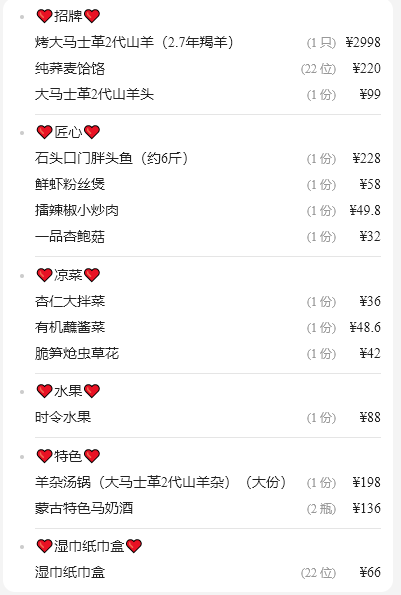 ❤招牌❤
烤大马士革2代山羊（2.7年羯羊） (1 只) ¥2998
纯荞麦饸饹 (22 位) ¥220
大马士革2代山羊头 (1 份) ¥99
❤匠心❤
石头口门胖头鱼（约6斤） (1 份) ¥228
鲜虾粉丝煲 (1 份) ¥58
擂辣椒小炒肉 (1 份) ¥49.8
一品杏鲍菇 (1 份) ¥32
❤凉菜❤
杏仁大拌菜 (1 份) ¥36
有机蘸酱菜 (1 份) ¥48.6
脆笋炝虫草花 (1 份) ¥42
❤水果❤
时令水果 (1 份) ¥88
❤特色❤
羊杂汤锅（大马士革2代山羊杂）（大份） (1 份) ¥198
蒙古特色马奶酒 (2 瓶) ¥136
❤湿巾纸巾盒❤
湿巾纸巾盒 (22 位) ¥66